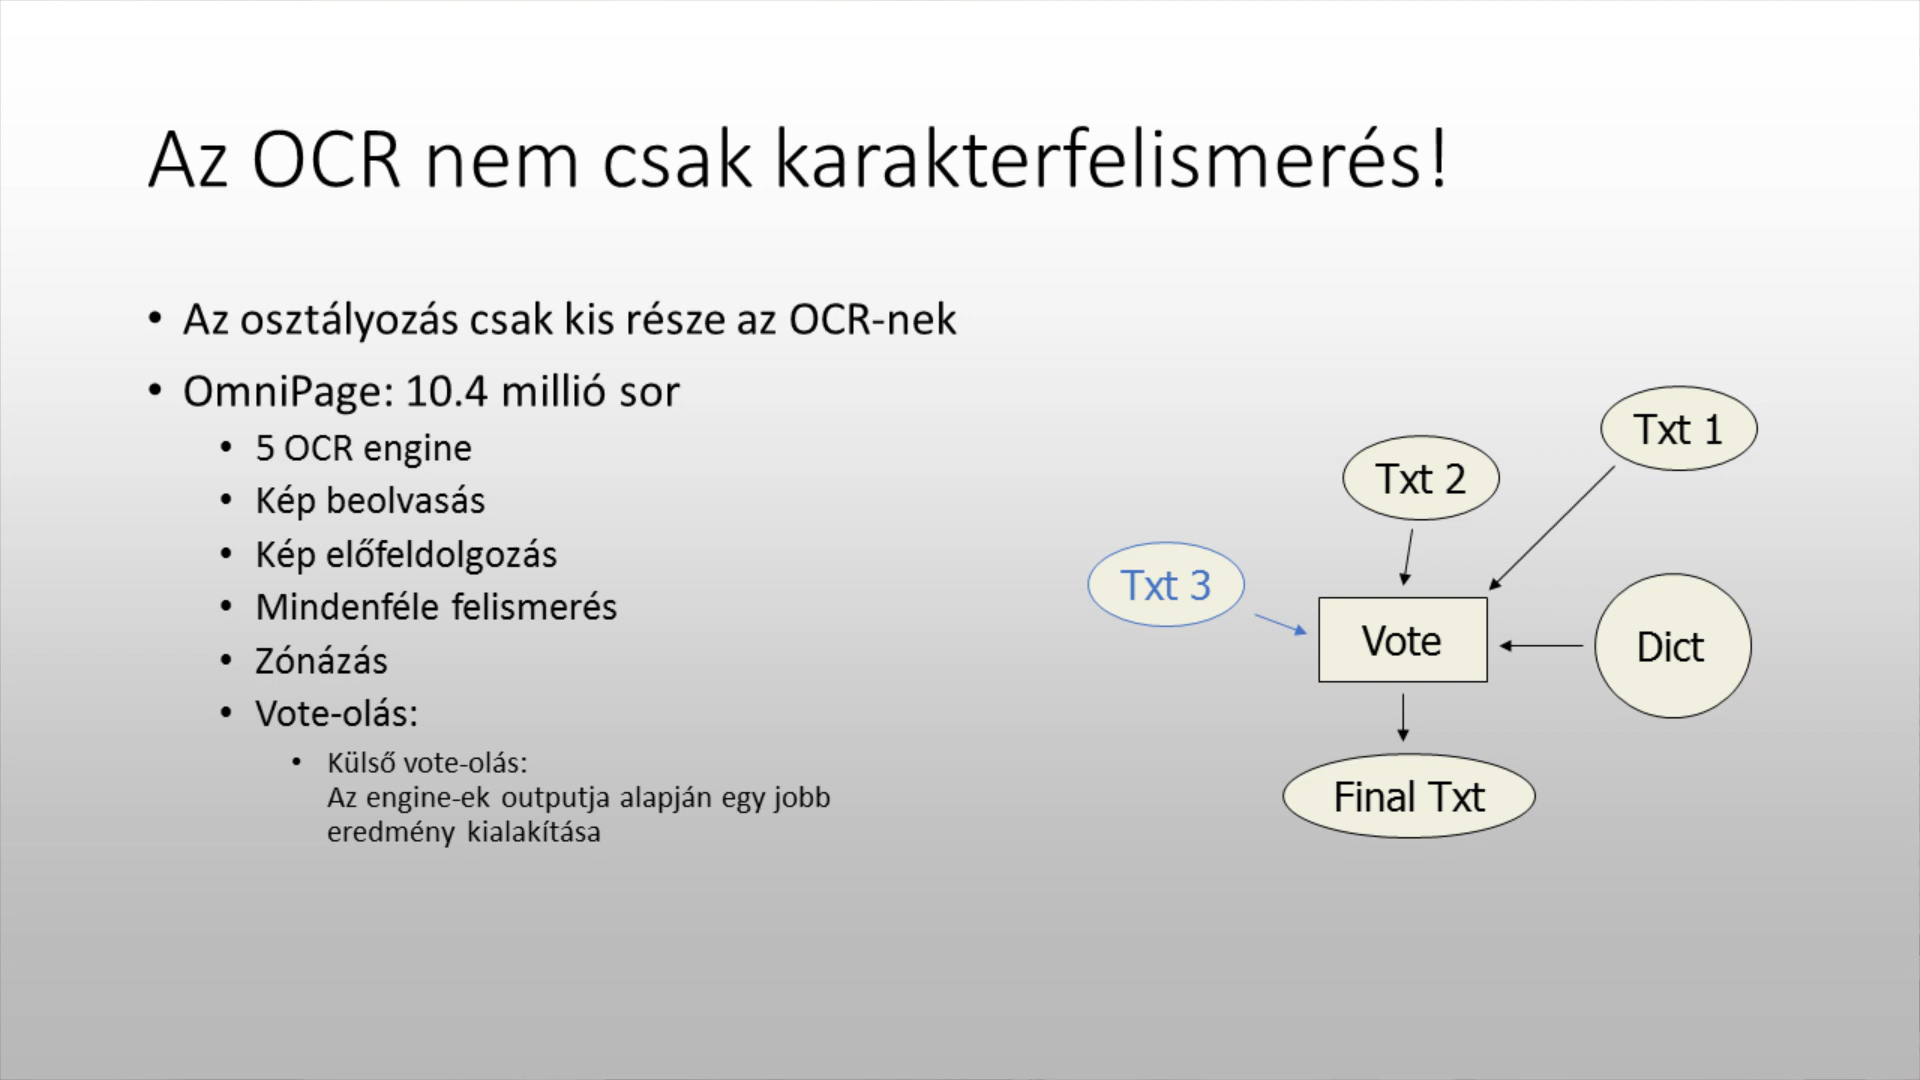 Az OCR nem csak karakterfelismerés!
• Az osztályozás csak kis része az OCR-nek
• OmniPage: 10.4 millió sor
• 5 OCR engine
• Kép beolvasás
• Kép előfeldolgozás
• Mindenféle felismerés
• Zónázás
• Vote-olás:
• Külső vote-olás:
Az engine-ek outputja alapján egy jobb
eredmény kialakítása
Txt 1
Txt 2
Txt 3
Vote
Dict
Final Txt